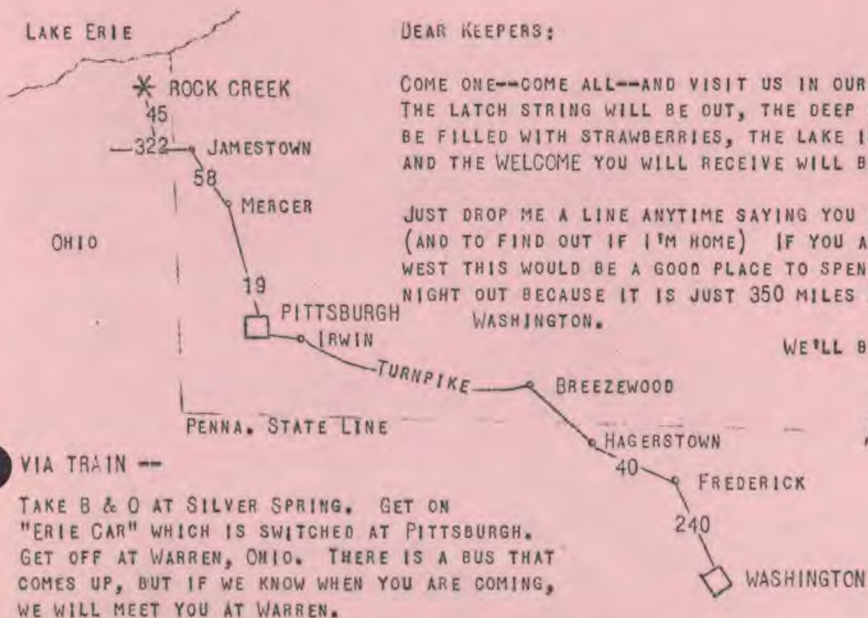 LAKE ERIE
ROCK CREEK
45
322
JAMESTOWN
58
MERCER
OHIO
19
PITTSBURGH
IRWIN
TURNPIKE
BREEZEWOOD
PENNA. STATE LINE
HAGERSTOWN
40
FREDERICK
240
WASHINGTON
DEAR KEEPERS:
COME ONE--COME ALL--AND VISIT US IN OUR
THE LATCH STRING WILL BE OUT, THE DEEP
BE FILLED WITH STRAWBERRIES, THE LAKE
AND THE WELCOME YOU WILL RECEIVE WILL
JUST DROP ME A LINE ANYTIME SAYING YOU
(AND TO FIND OUT IF I'M HOME) IF YOU
WEST THIS WOULD BE A GOOD PLACE TO
NIGHT OUT BECAUSE IT IS JUST 350 MILES
WASHINGTON.
WE'LL
VIA TRAIN --
TAKE B & O AT SILVER SPRING. GET ON
"ERIE CAR" WHICH IS SWITCHED AT PITTSBURGH.
GET OFF AT WARREN, OHIO. THERE IS A BUS THAT
COMES UP, BUT IF WE KNOW WHEN YOU ARE COMING,
WE WILL MEET YOU AT WARREN.